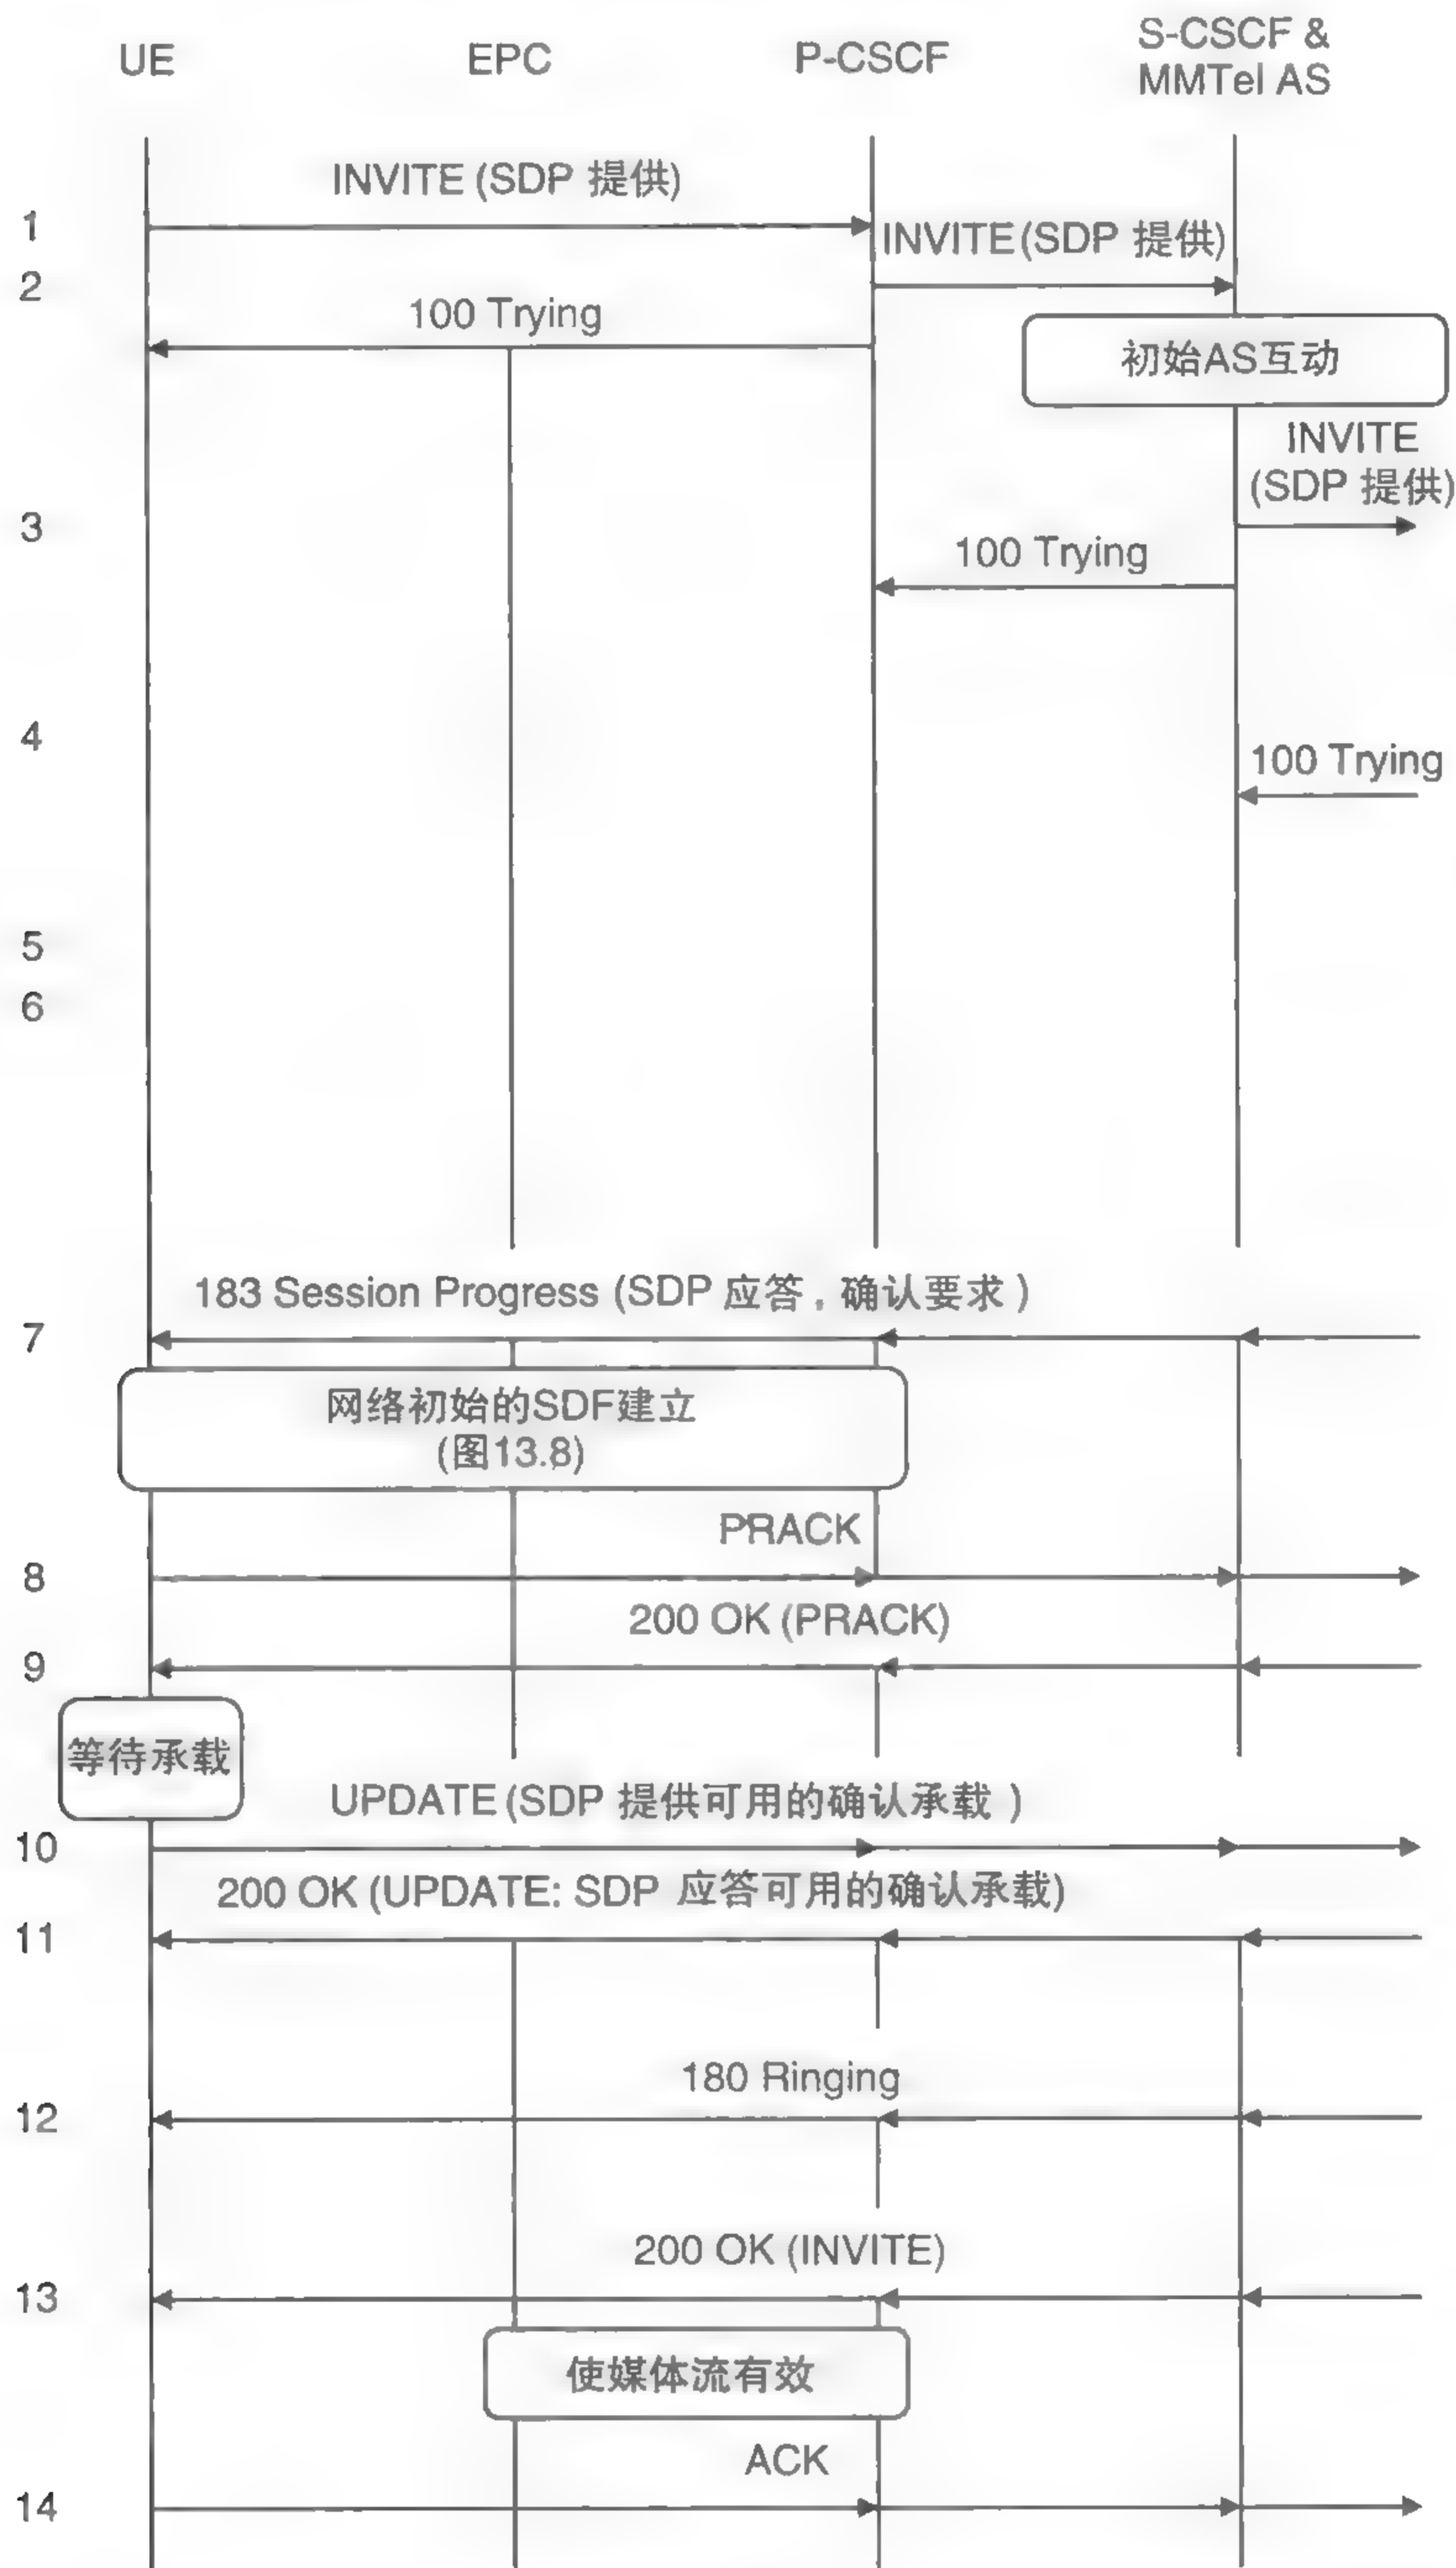 UE
EPC
P-CSCF
S-CSCF &
MMTel AS
INVITE (SDP 提供)
1
INVITE (SDP 提供)
2
100 Trying
初始AS互动
INVITE
(SDP 提供)
3
100 Trying
4
100 Trying
5
6
183 Session Progress (SDP 应答，确认要求)
7
网络初始的SDF建立
(图13.8)
PRACK
8
200 OK (PRACK)
9
等待承载
UPDATE (SDP 提供可用的确认承载)
10
200 OK (UPDATE: SDP 应答可用的确认承载)
11
180 Ringing
12
200 OK (INVITE)
13
使媒体流有效
ACK
14